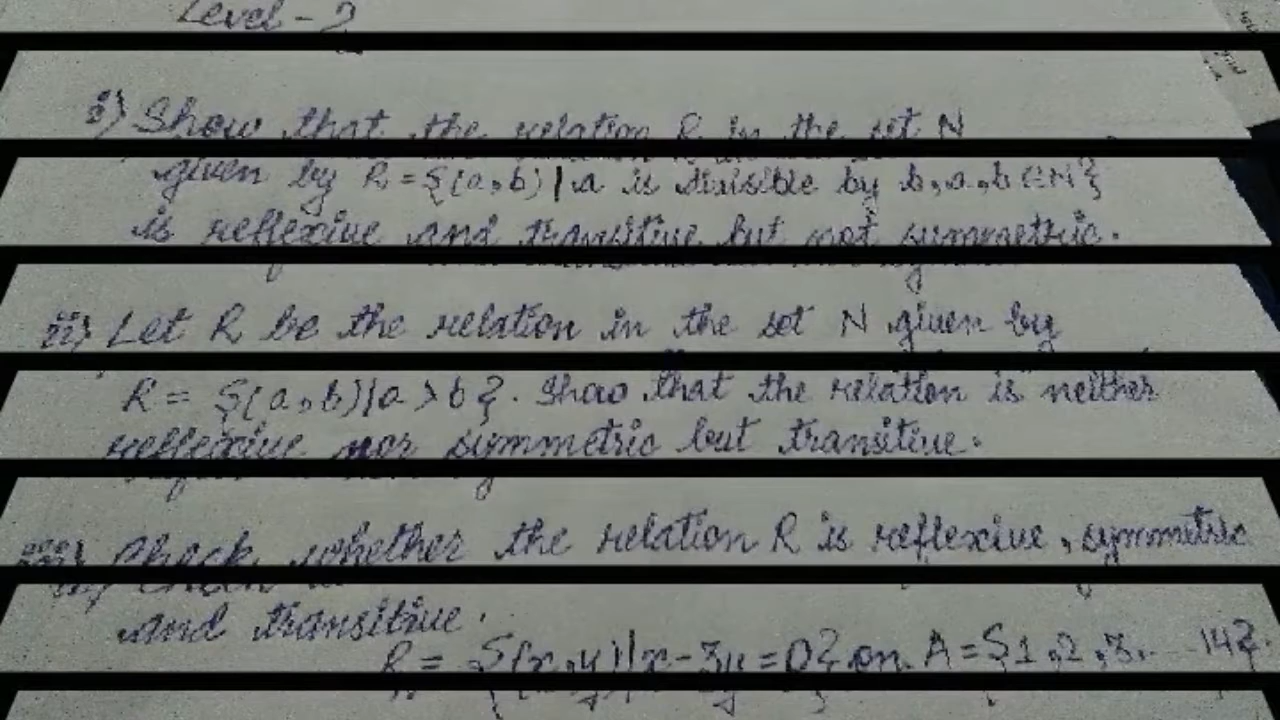 Level - 2
i) Show that the relation R in the set N
given by R = {(a, b) | a is divisible by b, a, b ∈ N}
is reflexive and transitive but not symmetric.
ii) Let R be the relation in the set N given by
R = {(a, b) | a > b}. Show that the relation is neither
reflexive nor symmetric but transitive.
iii) Check whether the relation R is reflexive, symmetric
and transitive.
R = {(x, y) | x - 3y = 0} on A = {1, 2, 3, ... 14}.